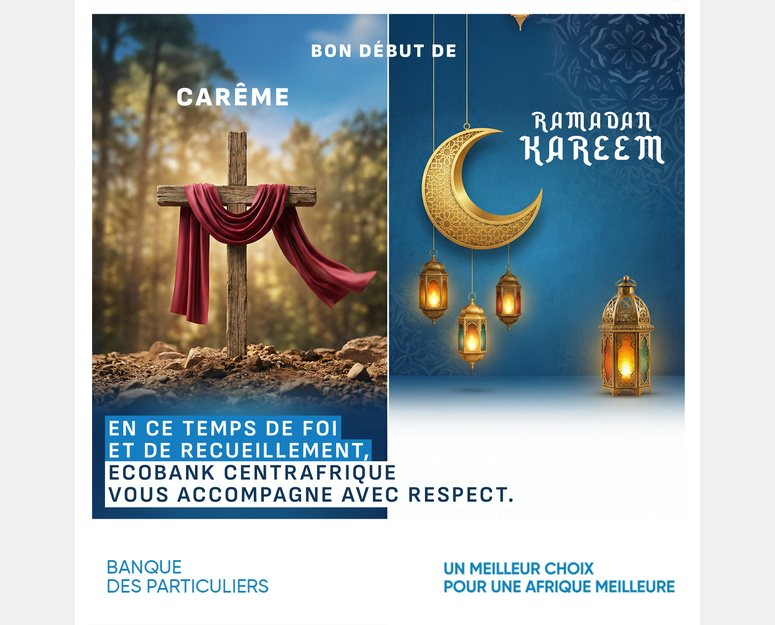 BON DÉBUT DE
CARÊME
RAMADAN
KAREEM
EN CE TEMPS DE FOI
ET DE RECUEILLEMENT,
ECOBANK CENTRAFRIQUE
VOUS ACCOMPAGNE AVEC RESPECT.
BANQUE
DES PARTICULIERS
UN MEILLEUR CHOIX
POUR UNE AFRIQUE MEILLEURE